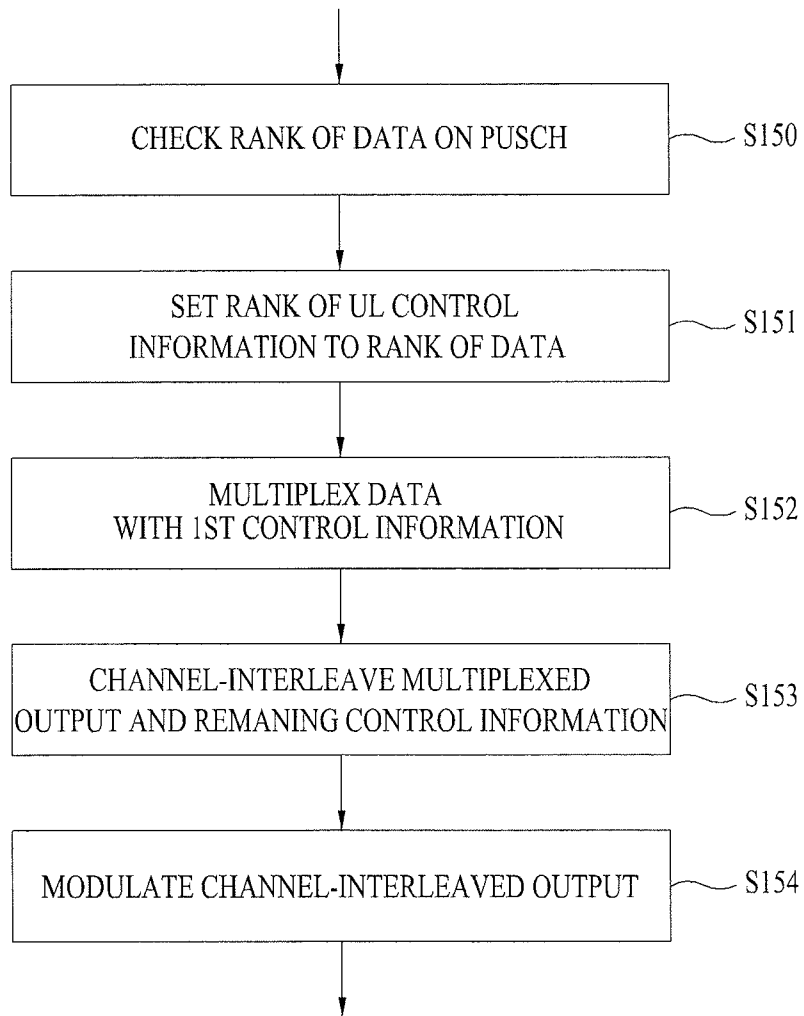 CHECK RANK OF DATA ON PUSCH
S150
SET RANK OF UL CONTROL
INFORMATION TO RANK OF DATA
S151
MULTIPLEX DATA
WITH 1ST CONTROL INFORMATION
S152
CHANNEL-INTERLEAVE MULTIPLEXED
OUTPUT AND REMANING CONTROL INFORMATION
S153
MODULATE CHANNEL-INTERLEAVED OUTPUT
S154